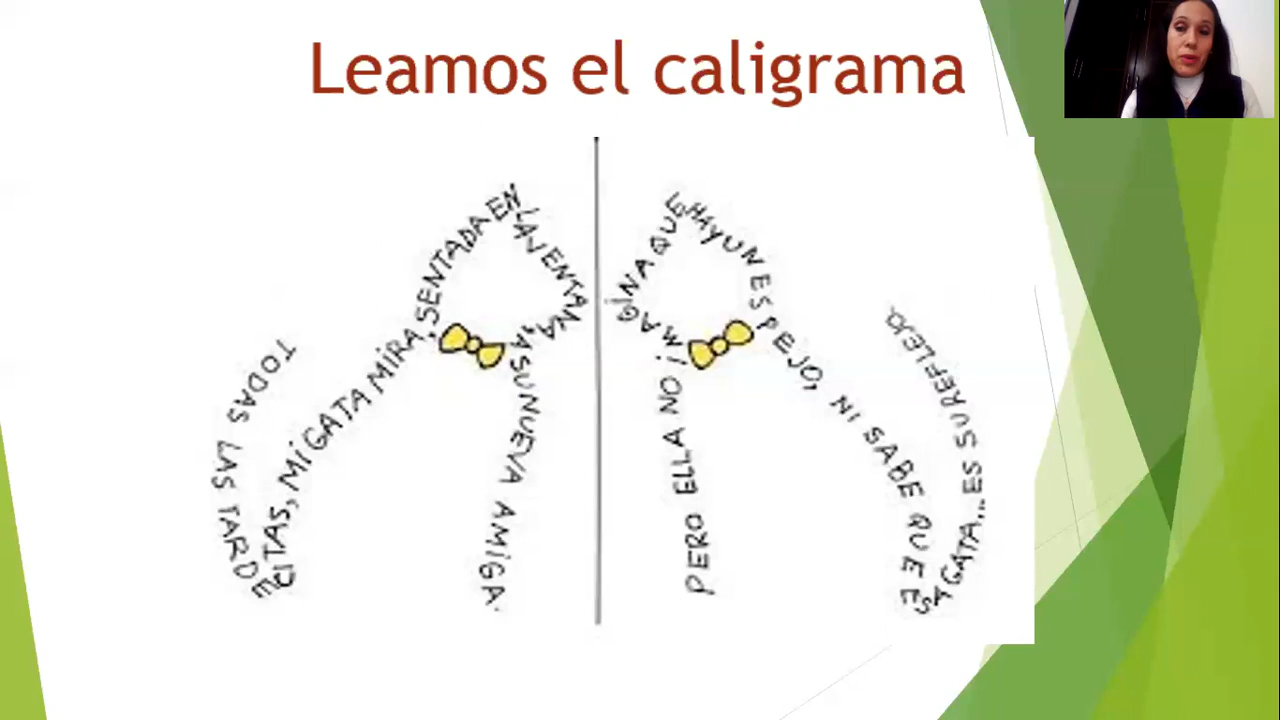 Leamos el caligrama
TODAS LAS TARDECITAS, MI GATA MIRA, SENTADA EN LA VENTANA, A SU NUEVA AMIGA.
PERO ELLA NO IMAGINA QUE HAY UN ESPEJO, NI SABE QUE ESA GATA... ES SU REFLEJO.